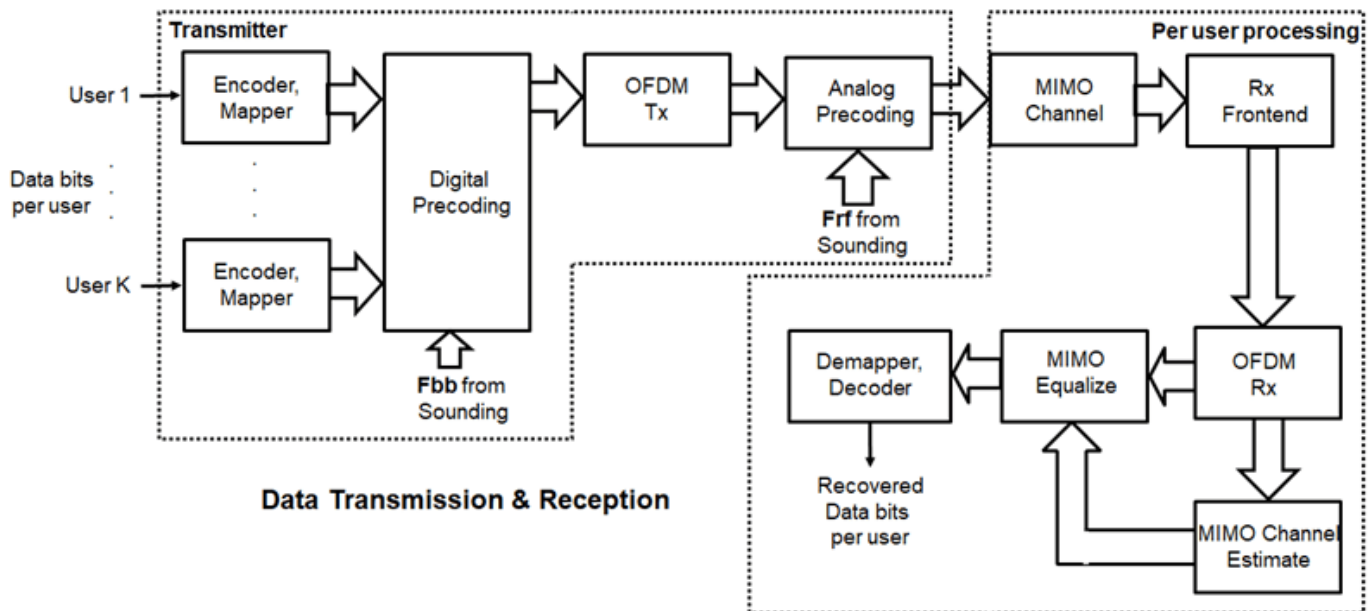 Transmitter
Per user processing
User 1
Encoder,
Mapper
Data bits
per user
User K
Encoder,
Mapper
Digital
Precoding
Fbb from
Sounding
OFDM
Tx
Analog
Precoding
Frf from
Sounding
MIMO
Channel
Rx
Frontend
OFDM
Rx
MIMO Channel
Estimate
MIMO
Equalize
Demapper,
Decoder
Recovered
Data bits
per user
Data Transmission & Reception